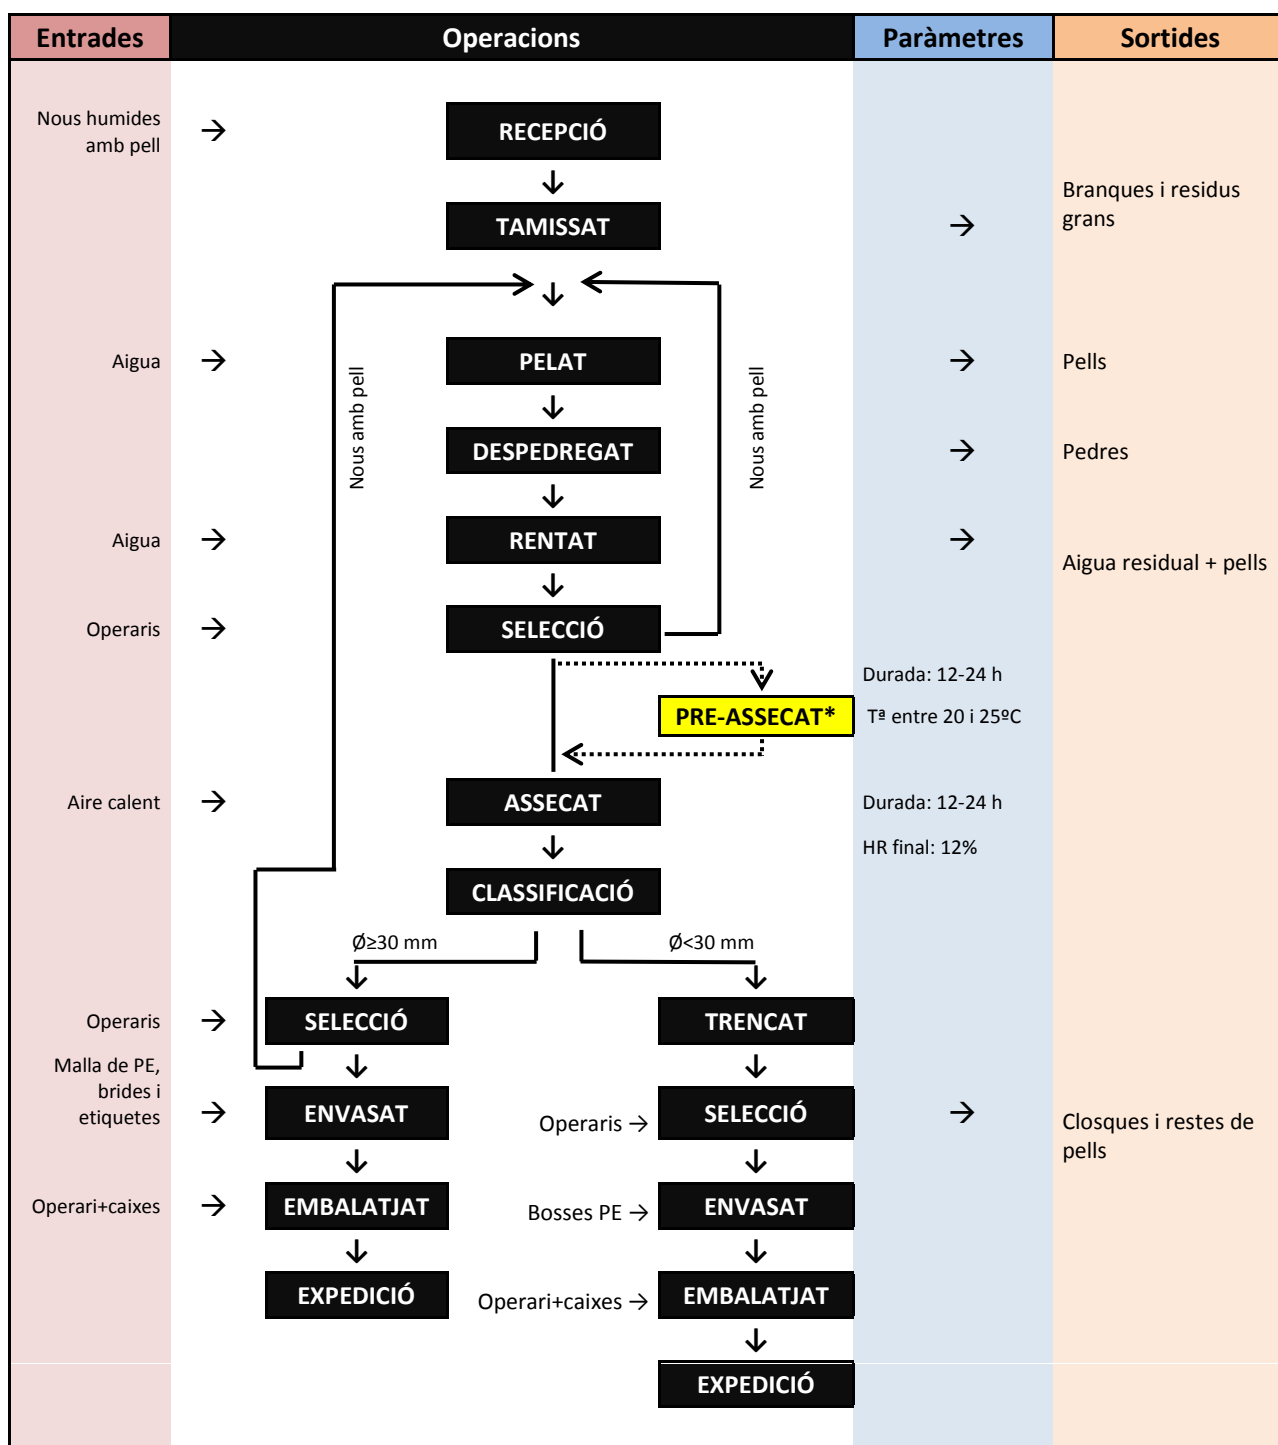 Entrades Operacions Paràmetres Sortides
Nous humides
amb pell
→
RECEPCIÓ
↓
TAMISSAT
→
Branques i residus
grans
↓
Nous amb pell
Nous amb pell
Aigua → PELAT → Pells
↓
DESPEDREGAT → Pedres
↓
Aigua → RENTAT →
Aigua residual + pells
↓
Operaris → SELECCIÓ
Durada: 12-24 h
PRE-ASSECAT* Tª entre 20 i 25ºC
Aire calent → ASSECAT Durada: 12-24 h
↓
HR final: 12%
CLASSIFICACIÓ
Ø≥30 mm Ø<30 mm
↓ ↓
Operaris → SELECCIÓ TRENCAT
↓ ↓
Malla de PE,
brides i
etiquetes
→ ENVASAT Operaris → SELECCIÓ →
Closques i restes de
pells
↓ ↓
Operari+caixes → EMBALATJAT Bosses PE → ENVASAT
↓ ↓
EXPEDICIÓ Operari+caixes → EMBALATJAT
↓
EXPEDICIÓ